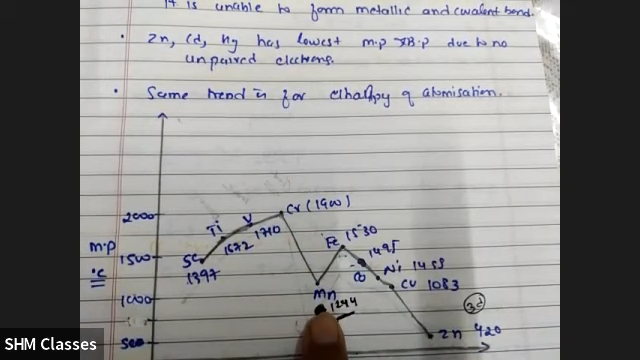 It is unable to form metallic and covalent bond.
• Zn, Cd, Hg has lowest m.p & B.p due to no
unpaired electrons.
• Same trend is for ethalpy of atomisation.
2000
Ti
V
Cr (1900)
1710
1672
Fe 1530
1495
m.p
°C
1500
Sc
1397
Co
Ni 1455
Cu 1083
1000
Mn
1244
3d
500
Zn 420
SHM Classes